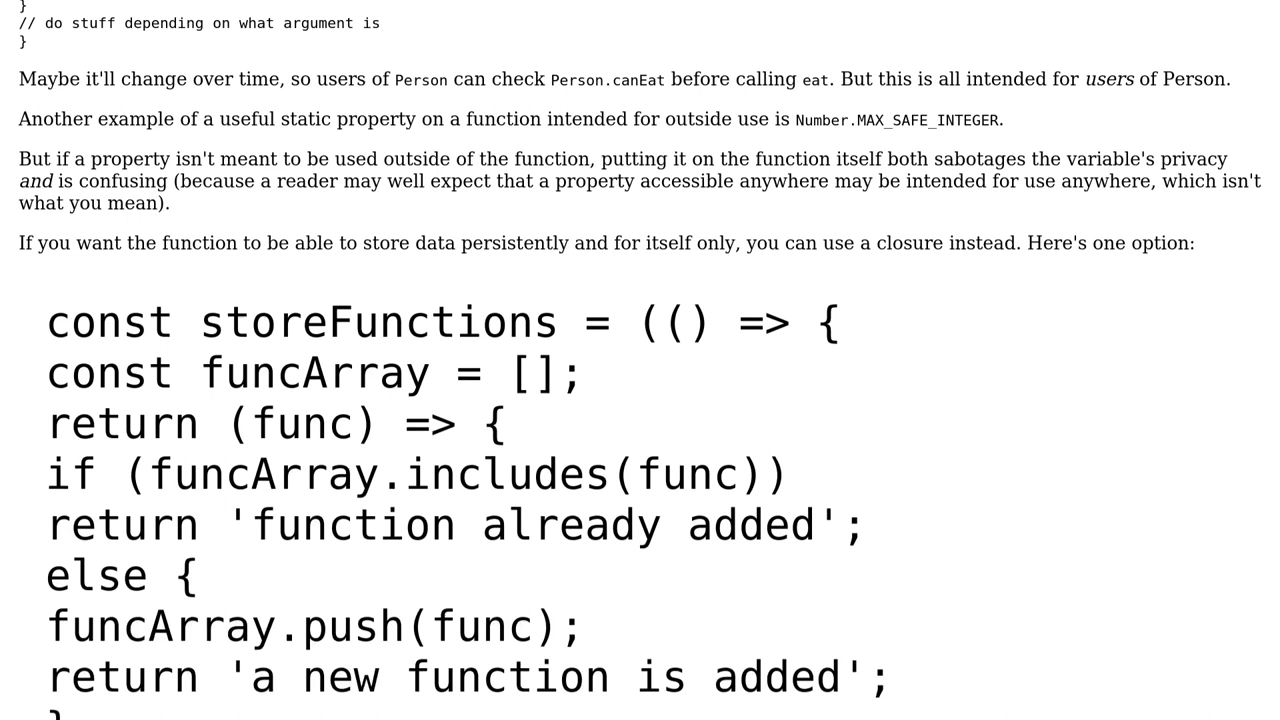 }
// do stuff depending on what argument is
}
Maybe it'll change over time, so users of Person can check Person.canEat before calling eat. But this is all intended for users of Person.
Another example of a useful static property on a function intended for outside use is Number.MAX_SAFE_INTEGER.
But if a property isn't meant to be used outside of the function, putting it on the function itself both sabotages the variable's privacy
and is confusing (because a reader may well expect that a property accessible anywhere may be intended for use anywhere, which isn't
what you mean).
If you want the function to be able to store data persistently and for itself only, you can use a closure instead. Here's one option:
const storeFunctions = (() => {
const funcArray = [];
return (func) => {
if (funcArray.includes(func))
return 'function already added';
else {
funcArray.push(func);
return 'a new function is added';
}